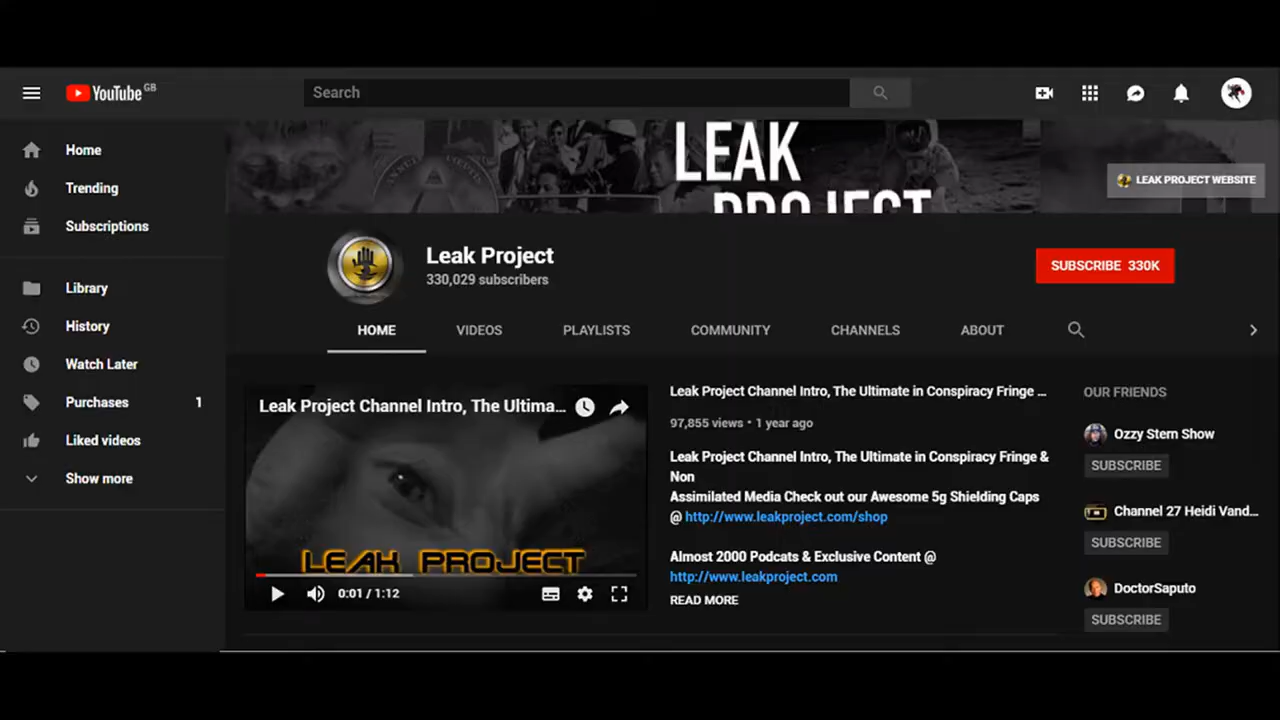 YouTube GB
Search
Home
Trending
Subscriptions
Library
History
Watch Later
Purchases 1
Liked videos
Show more
LEAK
PROJECT
LEAK PROJECT WEBSITE
Leak Project
330,029 subscribers
SUBSCRIBE 330K
HOME VIDEOS PLAYLISTS COMMUNITY CHANNELS ABOUT
Leak Project Channel Intro, The Ultima...
LEAK PROJECT
0:01 / 1:12
Leak Project Channel Intro, The Ultimate in Conspiracy Fringe ...
97,855 views • 1 year ago
Leak Project Channel Intro, The Ultimate in Conspiracy Fringe &
Non
Assimilated Media Check out our Awesome 5g Shielding Caps
@ http://www.leakproject.com/shop
Almost 2000 Podcats & Exclusive Content @
http://www.leakproject.com
READ MORE
OUR FRIENDS
Ozzy Stern Show
SUBSCRIBE
Channel 27 Heidi Vand...
SUBSCRIBE
DoctorSaputo
SUBSCRIBE